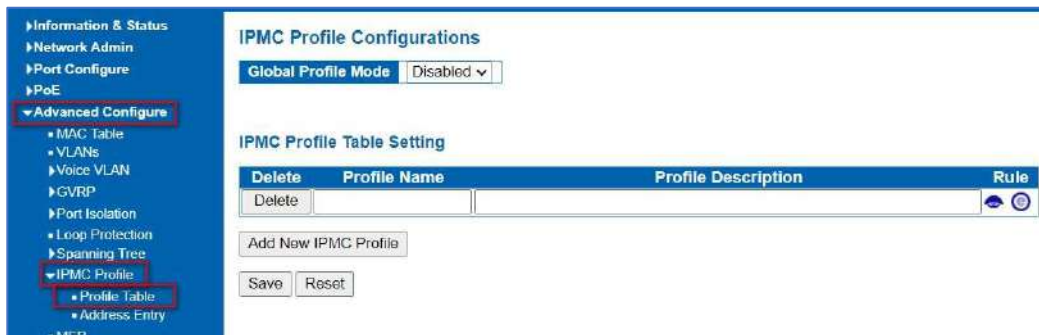 Information & Status
Network Admin
Port Configure
PoE
Advanced Configure
MAC Table
VLANs
Voice VLAN
GVRP
Port Isolation
Loop Protection
Spanning Tree
IPMC Profile
Profile Table
Address Entry
IPMC Profile Configurations
Global Profile Mode Disabled
IPMC Profile Table Setting
Delete Profile Name Profile Description Rule
Delete
Add New IPMC Profile
Save Reset